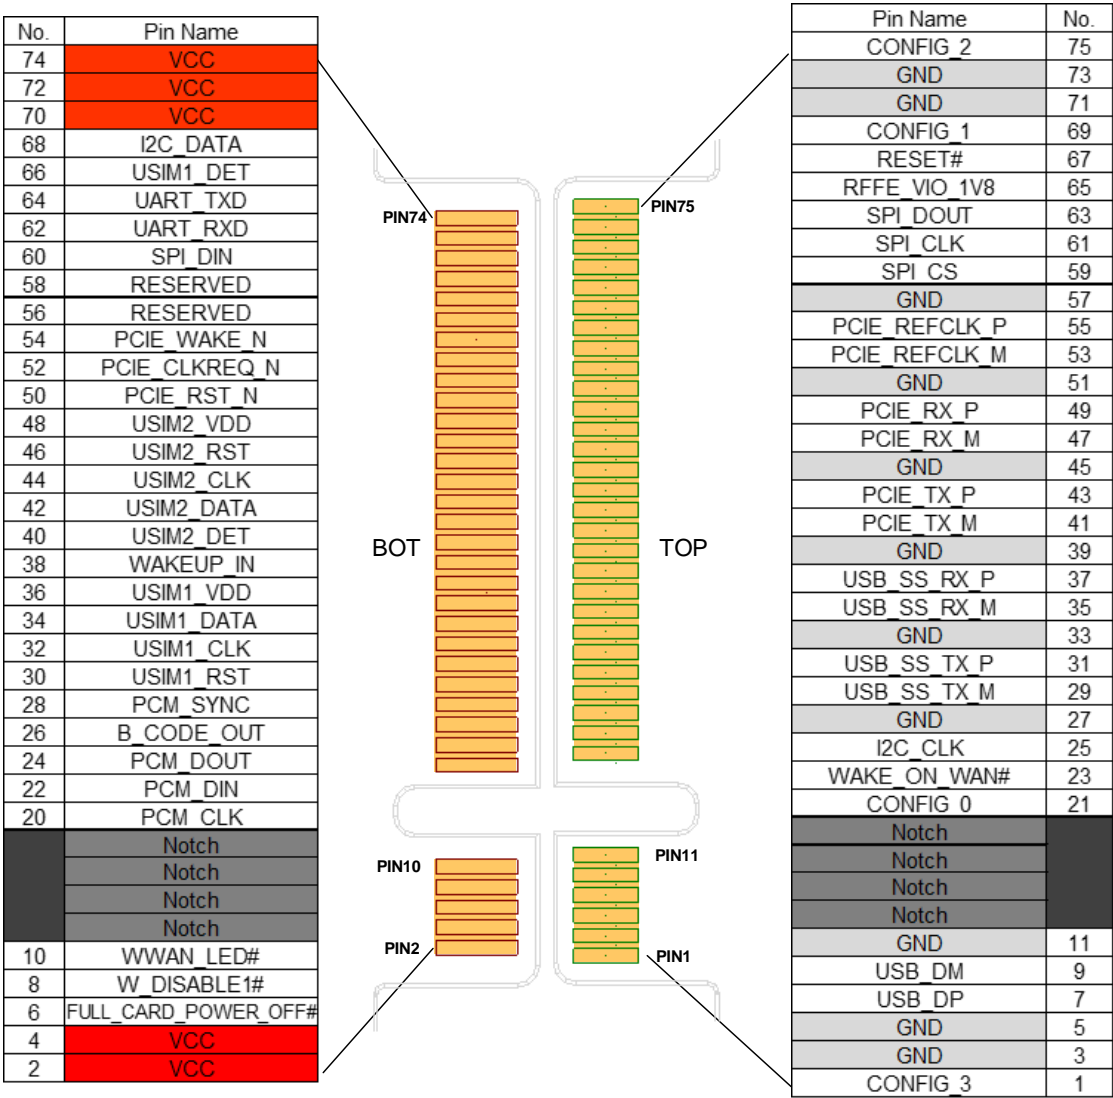 No. Pin Name
74 VCC
72 VCC
70 VCC
68 I2C_DATA
66 USIM1_DET
64 UART_TXD
62 UART_RXD
60 SPI_DIN
58 RESERVED
56 RESERVED
54 PCIE_WAKE_N
52 PCIE_CLKREQ_N
50 PCIE_RST_N
48 USIM2_VDD
46 USIM2_RST
44 USIM2_CLK
42 USIM2_DATA
40 USIM2_DET
38 WAKEUP_IN
36 USIM1_VDD
34 USIM1_DATA
32 USIM1_CLK
30 USIM1_RST
28 PCM_SYNC
26 B_CODE_OUT
24 PCM_DOUT
22 PCM_DIN
20 PCM_CLK
Notch
Notch
Notch
Notch
10 WWAN_LED#
8 W_DISABLE1#
6 FULL_CARD_POWER_OFF#
4 VCC
2 VCC
PIN74
BOT
PIN10
PIN2
PIN75
TOP
PIN11
PIN1
Pin Name No.
CONFIG_2 75
GND 73
GND 71
CONFIG_1 69
RESET# 67
RFFE_VIO_1V8 65
SPI_DOUT 63
SPI_CLK 61
SPI_CS 59
GND 57
PCIE_REFCLK_P 55
PCIE_REFCLK_M 53
GND 51
PCIE_RX_P 49
PCIE_RX_M 47
GND 45
PCIE_TX_P 43
PCIE_TX_M 41
GND 39
USB_SS_RX_P 37
USB_SS_RX_M 35
GND 33
USB_SS_TX_P 31
USB_SS_TX_M 29
GND 27
I2C_CLK 25
WAKE_ON_WAN# 23
CONFIG_0 21
Notch
Notch
Notch
Notch
GND 11
USB_DM 9
USB_DP 7
GND 5
GND 3
CONFIG_3 1